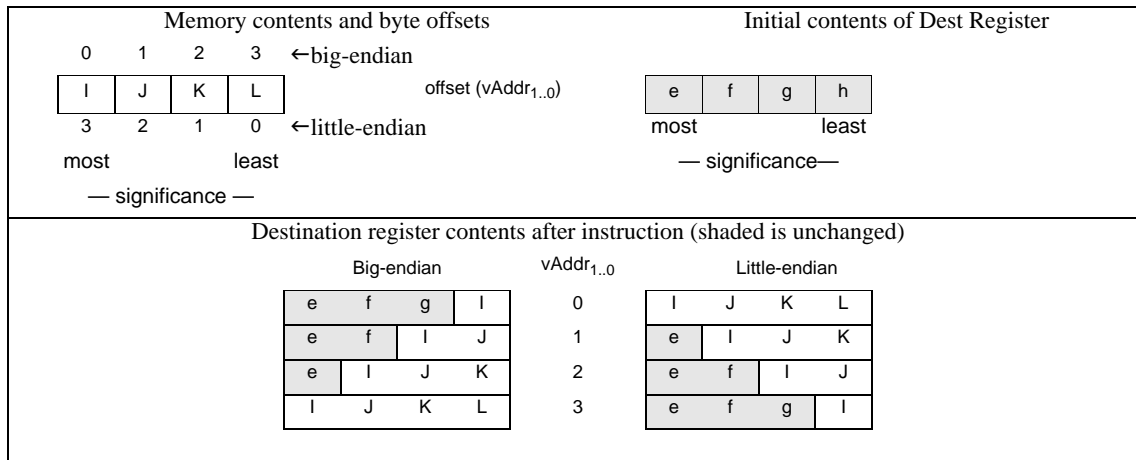 Memory contents and byte offsets Initial contents of Dest Register
0 1 2 3 ←big-endian
I J K L offset (vAddr1..0) e f g h
3 2 1 0 ←little-endian most least
most least — significance—
— significance —
Destination register contents after instruction (shaded is unchanged)
Big-endian vAddr1..0 Little-endian
e f g I 0 I J K L
e f I J 1 e I J K
e I J K 2 e f I J
I J K L 3 e f g I